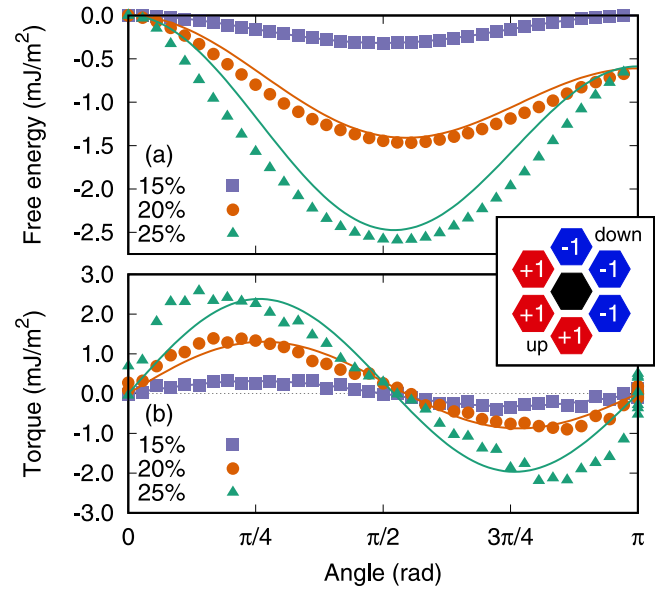 0.0
-0.5
-1.0
-1.5
-2.0
-2.5
Free energy (mJ/m²)
(a)
15%
20%
25%
-1 down
+1 -1
+1 -1
up +1
3.0
2.0
1.0
0.0
-1.0
-2.0
-3.0
Torque (mJ/m²)
(b)
15%
20%
25%
0 π/4 π/2 3π/4 π
Angle (rad)